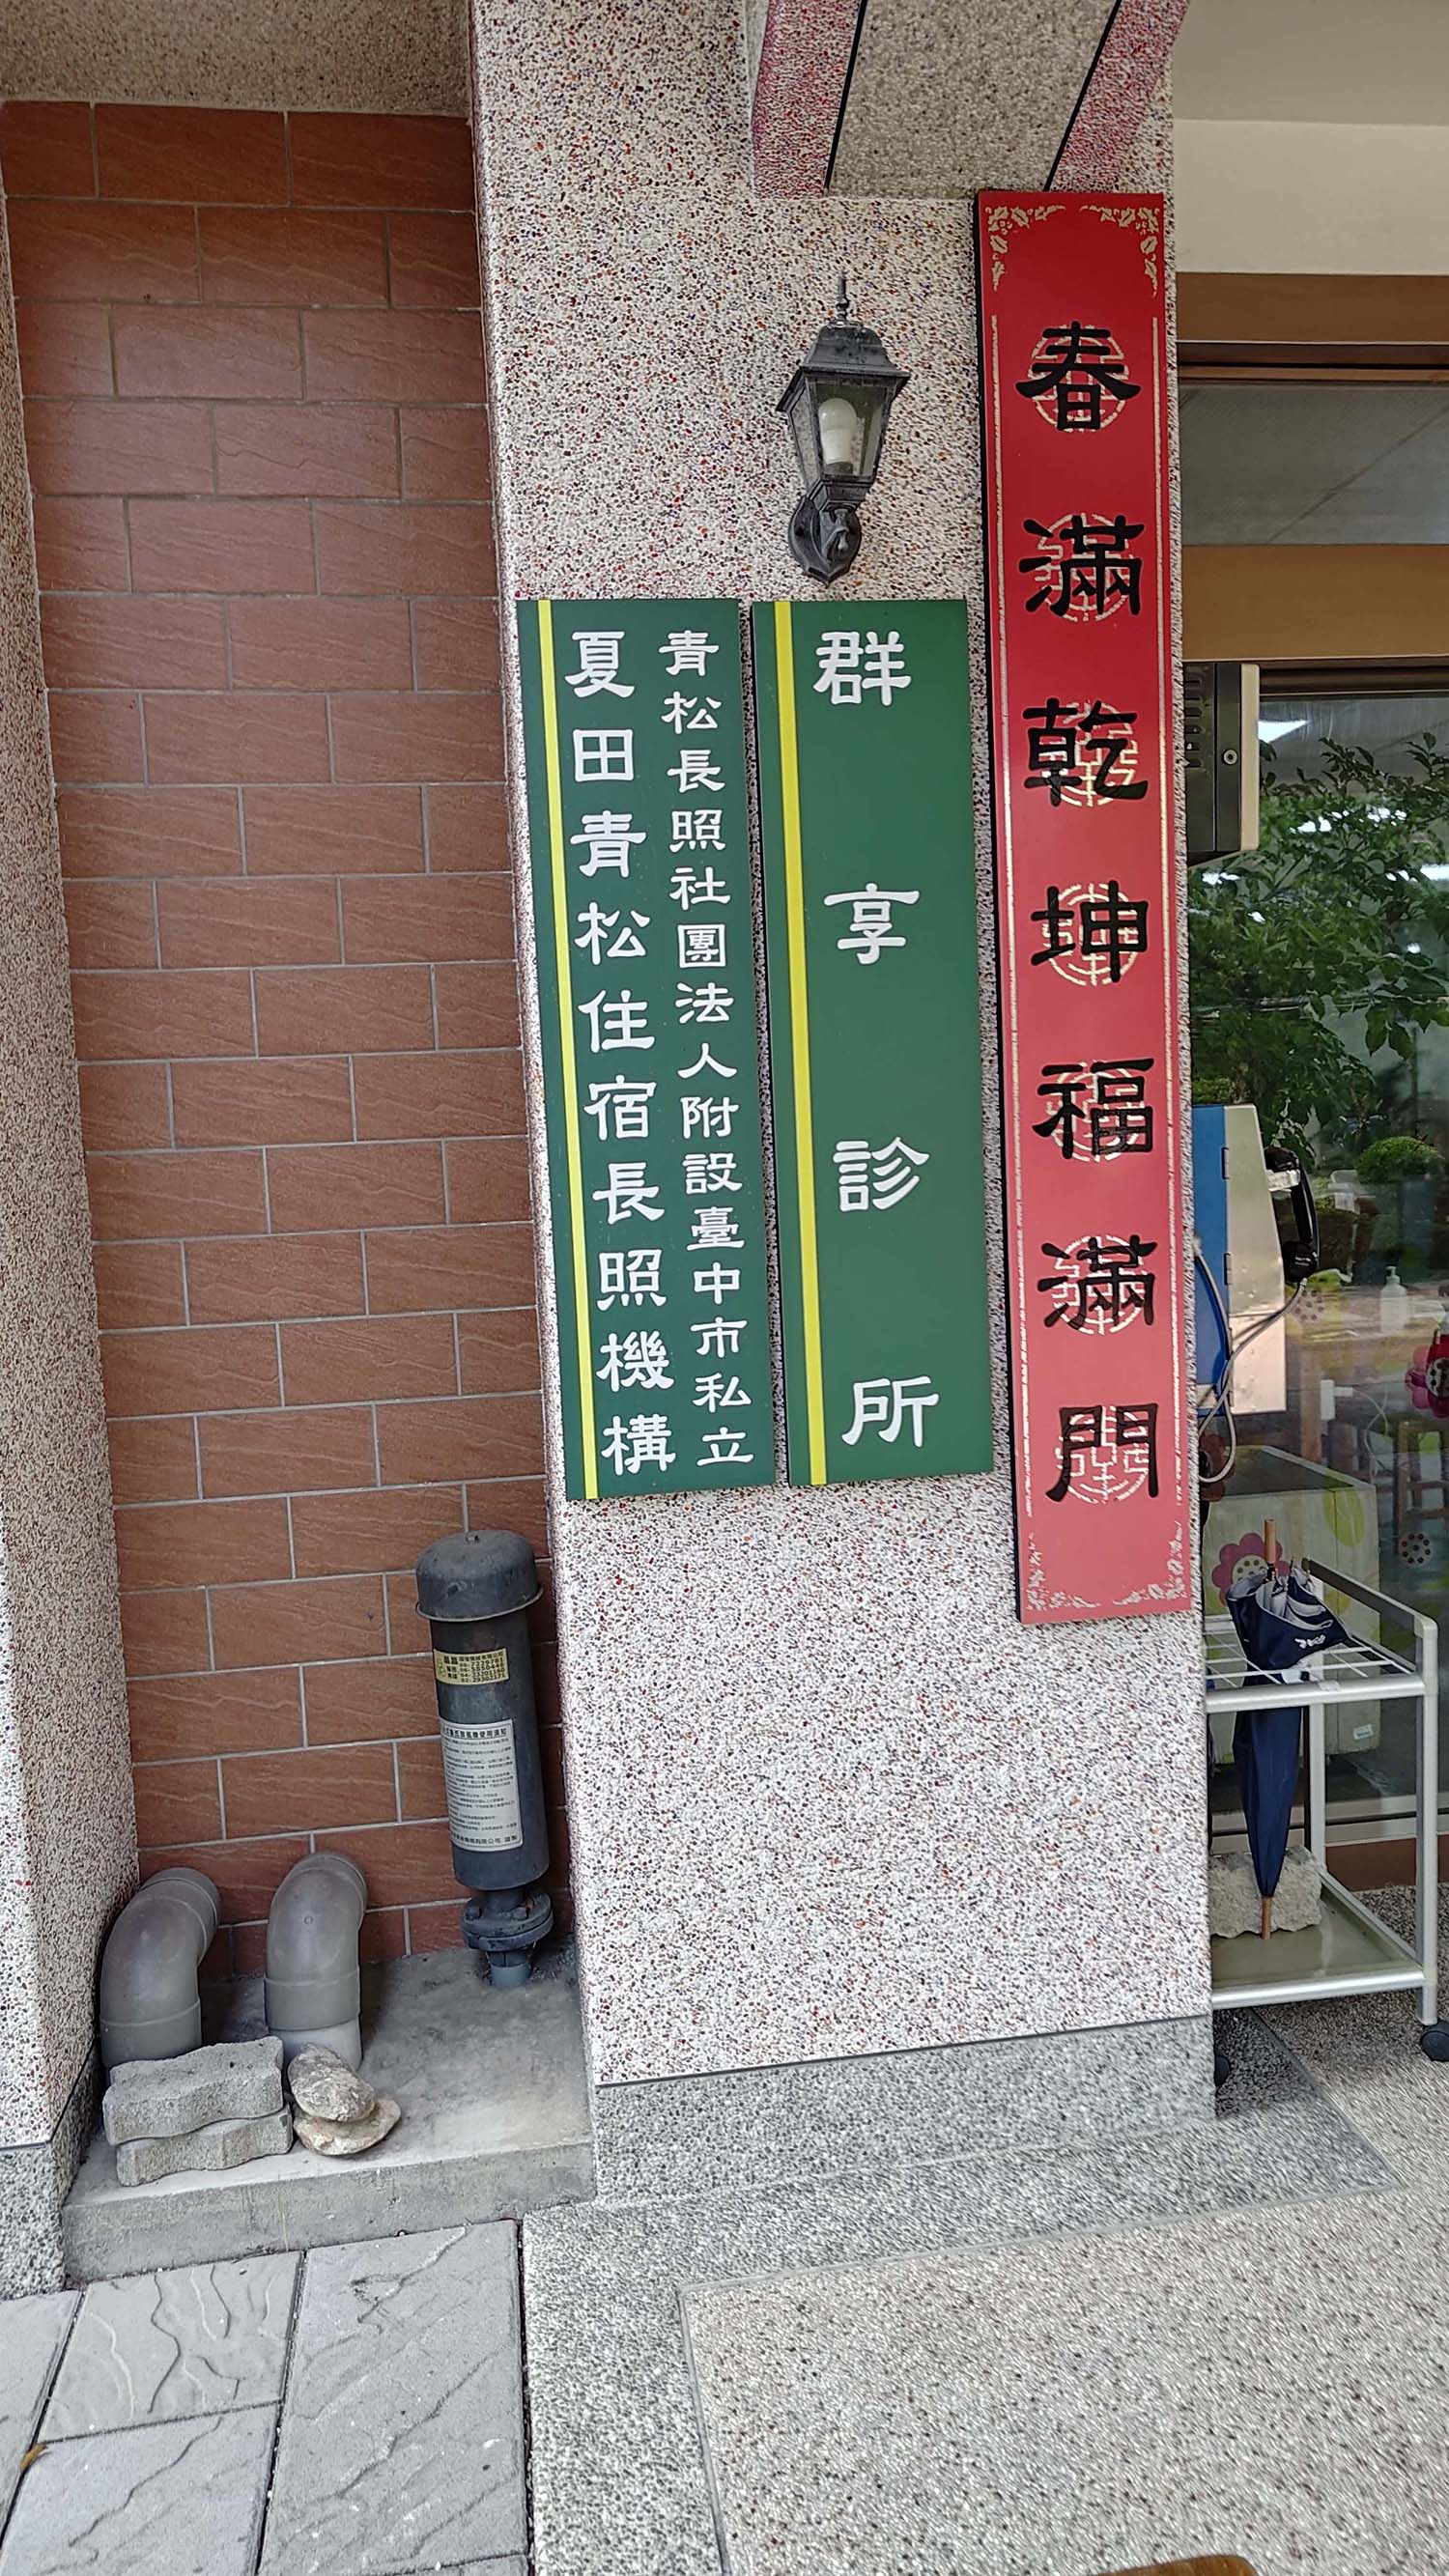 春滿乾坤福滿門
群享診所
青松長照社團法人附設臺中市私立
夏田青松住宿長照機構